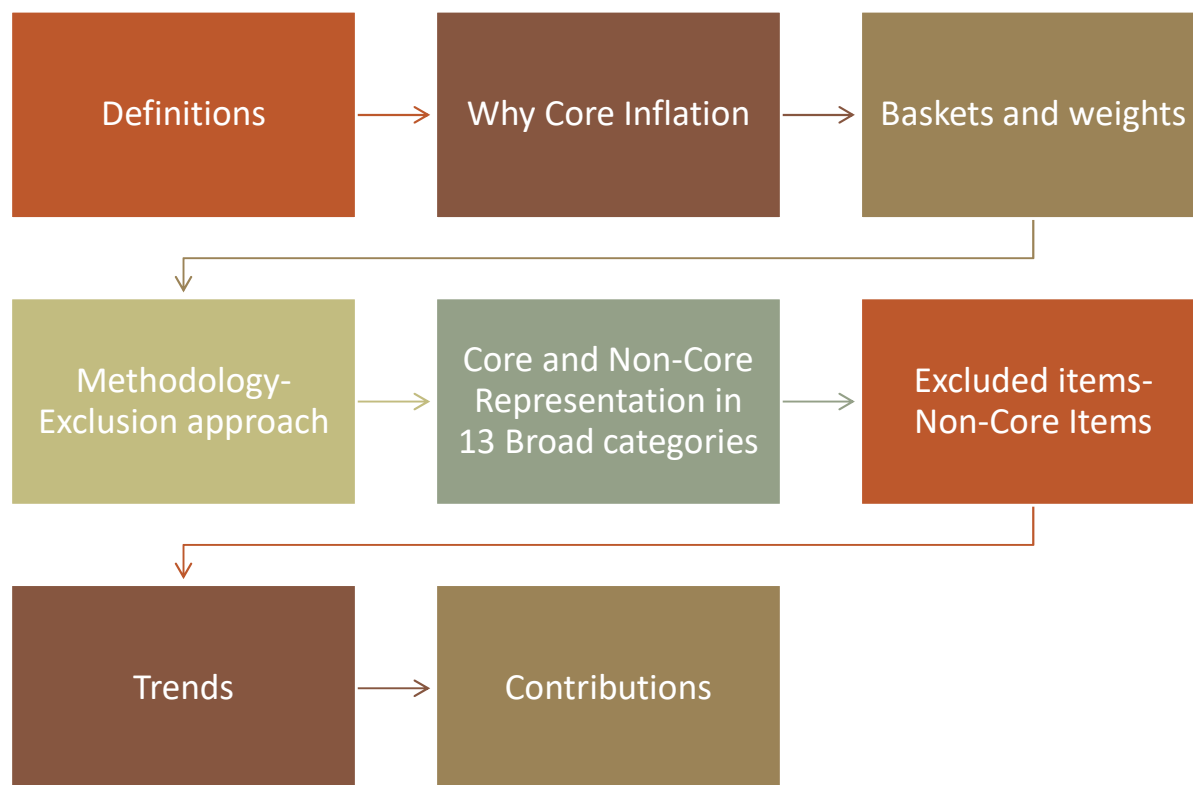 Definitions
Why Core Inflation
Baskets and weights
Methodology-
Exclusion approach
Core and Non-Core
Representation in
13 Broad categories
Excluded items-
Non-Core Items
Trends
Contributions